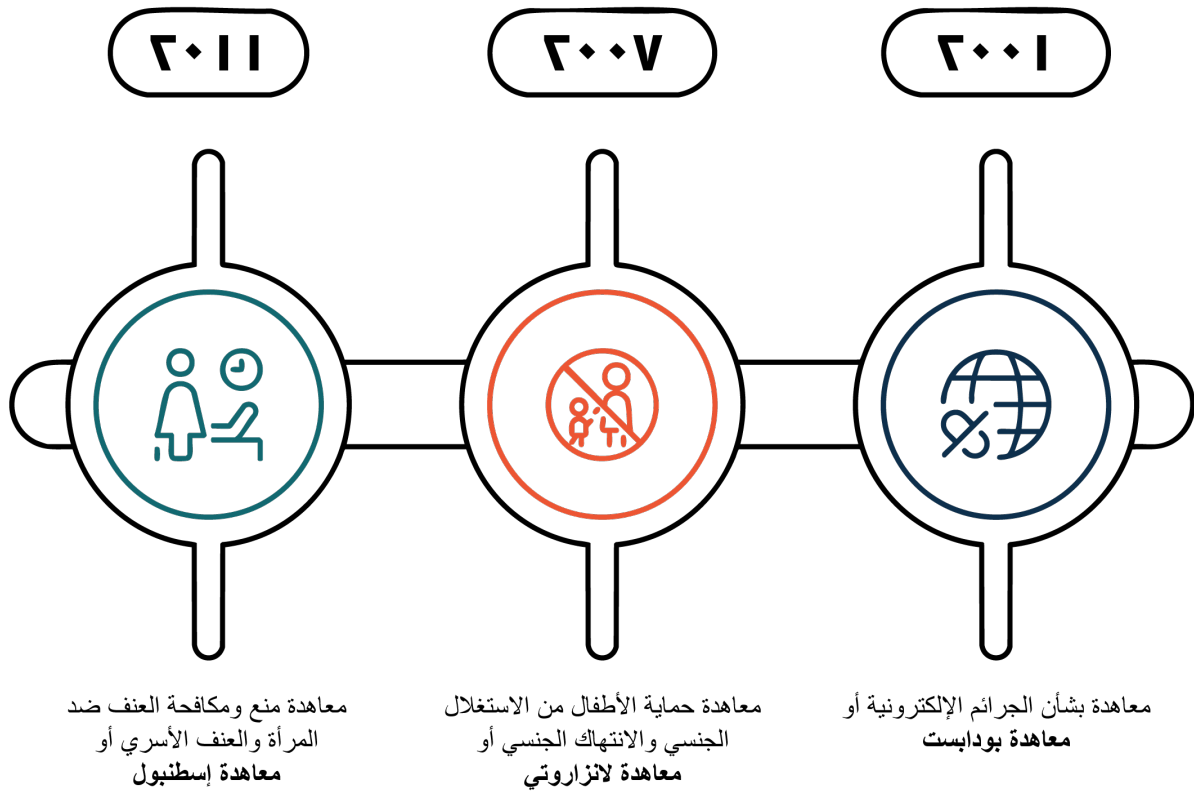 ٢٠٠١
٢٠٠٧
٢٠١١
معاهدة بشأن الجرائم الإلكترونية أو
معاهدة بودابست
معاهدة حماية الأطفال من الاستغلال
الجنسي والانتهاك الجنسي أو
معاهدة لانزاروتي
معاهدة منع ومكافحة العنف ضد
المرأة والعنف الأسري أو
معاهدة إسطنبول